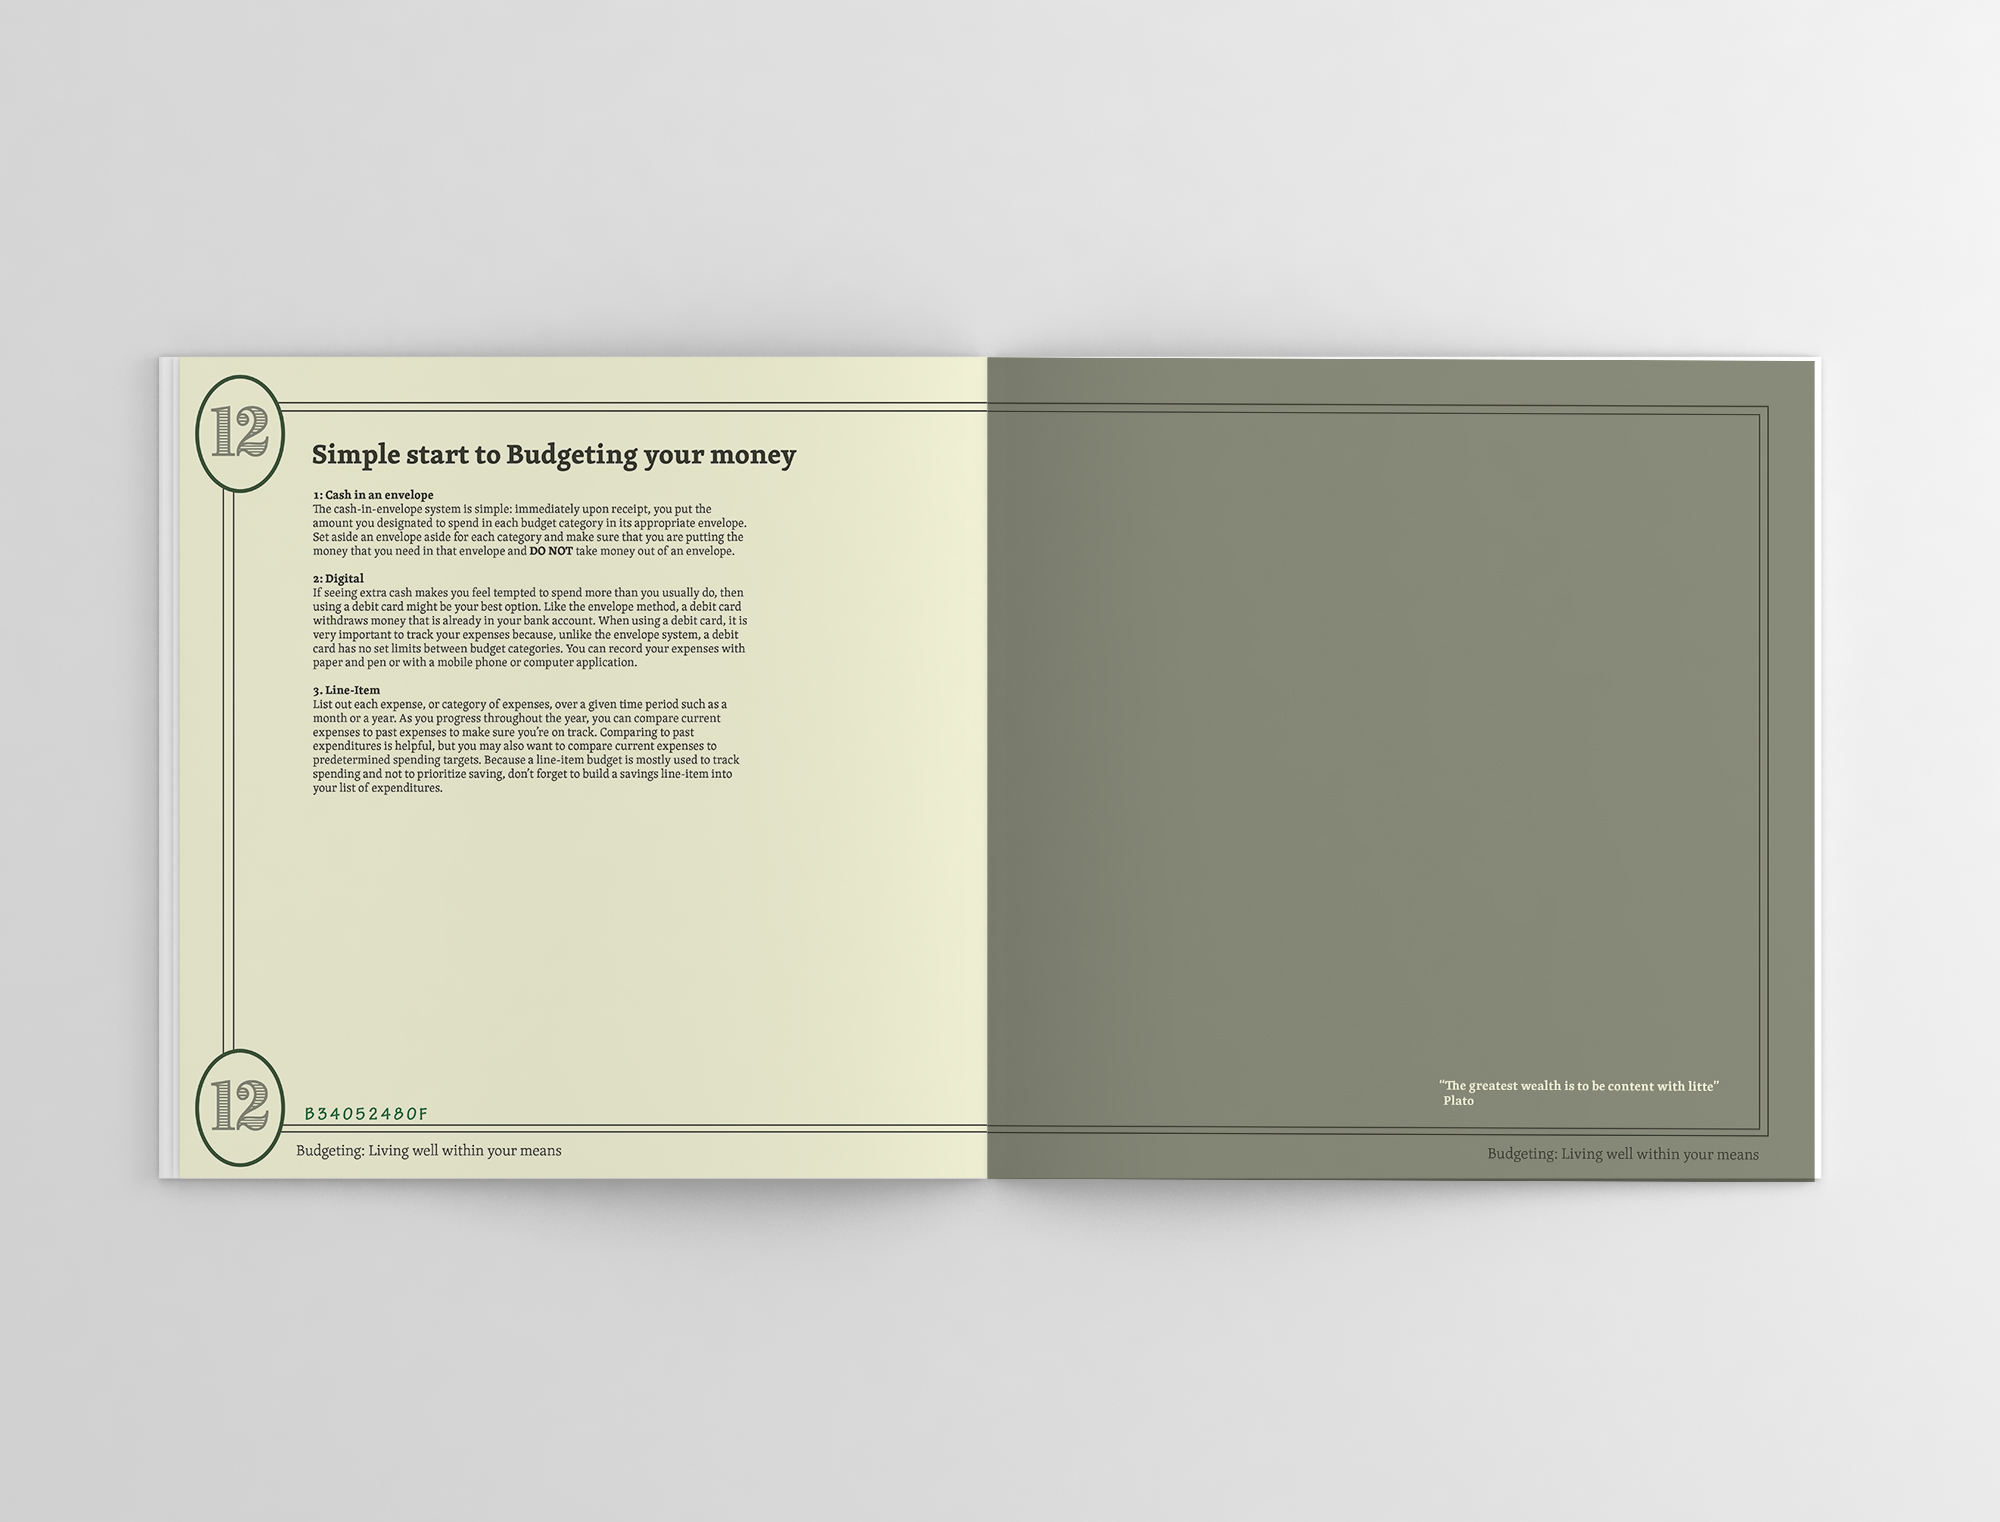 12
Simple start to Budgeting your money
1: Cash in an envelope
The cash-in-envelope system is simple: immediately upon receipt, you put the
amount you designated to spend in each budget category in its appropriate envelope.
Set aside an envelope aside for each category and make sure that you are putting the
money that you need in that envelope and DO NOT take money out of an envelope.
2: Digital
If seeing extra cash makes you feel tempted to spend more than you usually do, then
using a debit card might be your best option. Like the envelope method, a debit card
withdraws money that is already in your bank account. When using a debit card, it is
very important to track your expenses because, unlike the envelope system, a debit
card has no set limits between budget categories. You can record your expenses with
paper and pen or with a mobile phone or computer application.
3. Line-Item
List out each expense, or category of expenses, over a given time period such as a
month or a year. As you progress throughout the year, you can compare current
expenses to past expenses to make sure you’re on track. Comparing to past
expenditures is helpful, but you may also want to compare current expenses to
predetermined spending targets. Because a line-item budget is mostly used to track
spending and not to prioritize saving, don’t forget to build a savings line-item into
your list of expenditures.
12
B34052480F
Budgeting: Living well within your means
“The greatest wealth is to be content with litte”
Plato
Budgeting: Living well within your means